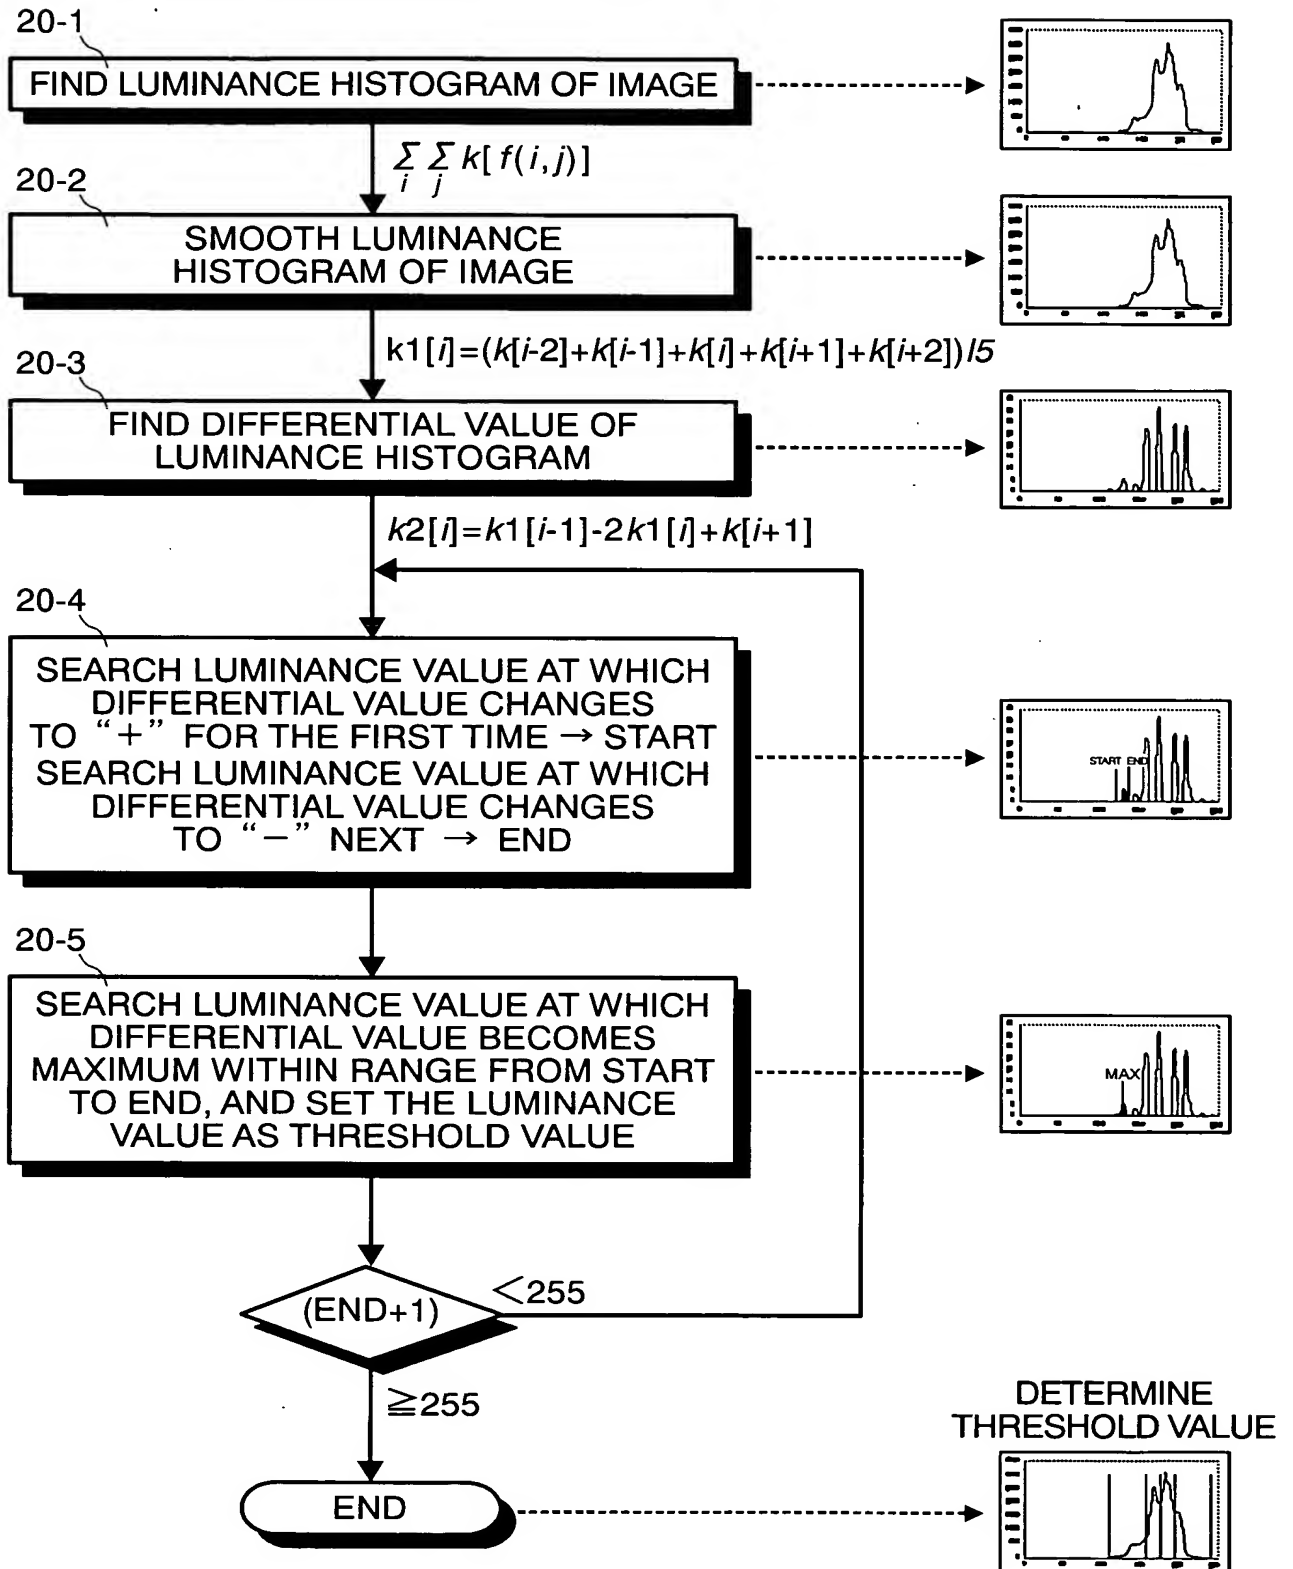 20-1
FIND LUMINANCE HISTOGRAM OF IMAGE
Σ Σ k[f(i,j)]
i j
20-2
SMOOTH LUMINANCE
HISTOGRAM OF IMAGE
k1[i]=(k[i-2]+k[i-1]+k[i]+k[i+1]+k[i+2])/5
20-3
FIND DIFFERENTIAL VALUE OF
LUMINANCE HISTOGRAM
k2[i]=k1[i-1]-2k1[i]+k[i+1]
20-4
SEARCH LUMINANCE VALUE AT WHICH
DIFFERENTIAL VALUE CHANGES
TO “+” FOR THE FIRST TIME → START
SEARCH LUMINANCE VALUE AT WHICH
DIFFERENTIAL VALUE CHANGES
TO “−” NEXT → END
START END
20-5
SEARCH LUMINANCE VALUE AT WHICH
DIFFERENTIAL VALUE BECOMES
MAXIMUM WITHIN RANGE FROM START
TO END, AND SET THE LUMINANCE
VALUE AS THRESHOLD VALUE
MAX
(END+1)
<255
≧255
END
DETERMINE
THRESHOLD VALUE